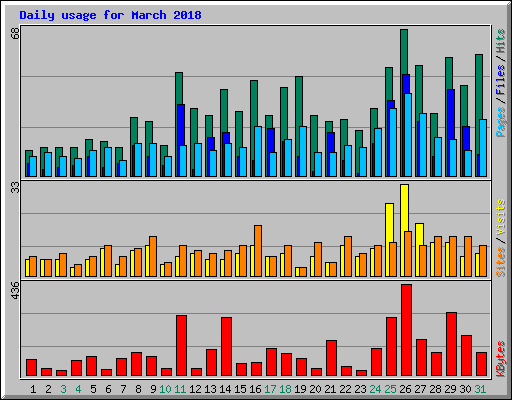 Daily usage for March 2018
68
Pages / Files / Hits
33
Sites / Visits
436
KBytes
1 2 3 4 5 6 7 8 9 10 11 12 13 14 15 16 17 18 19 20 21 22 23 24 25 26 27 28 29 30 31